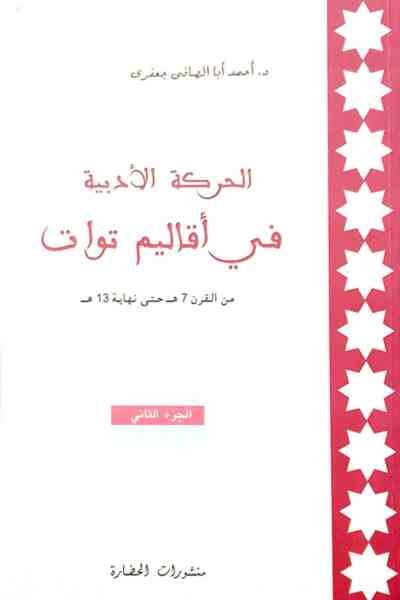 د. أحمد أبا الصافي جعفري
الحركة الأدبية
في أقاليم توات
من القرن 7 هـ حتى نهاية 13 هـ
الجزء الثاني
منشورات الحضارة